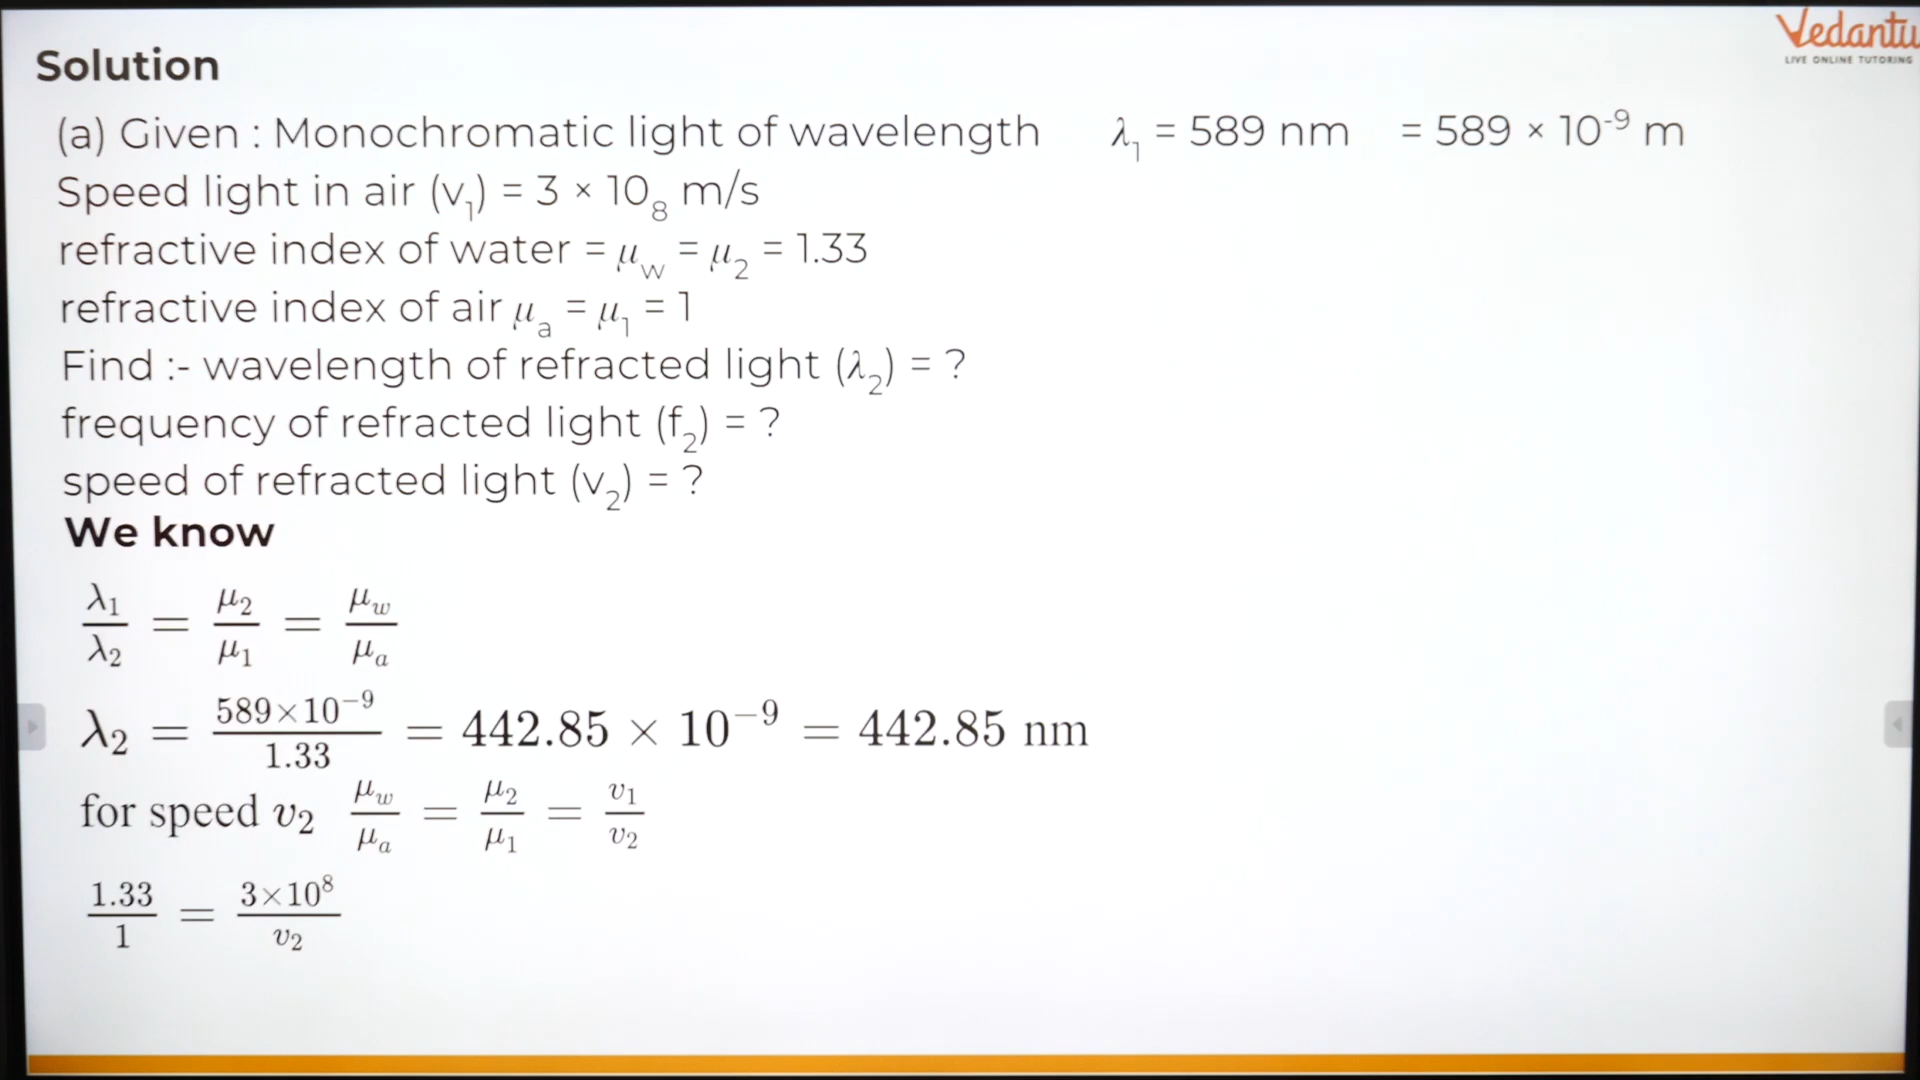 Vedantu
LIVE ONLINE TUTORING
Solution
(a) Given : Monochromatic light of wavelength λ₁ = 589 nm = 589 × 10⁻⁹ m
Speed light in air (v₁) = 3 × 10₈ m/s
refractive index of water = μ_w = μ₂ = 1.33
refractive index of air μₐ = μ₁ = 1
Find :- wavelength of refracted light (λ₂) = ?
frequency of refracted light (f₂) = ?
speed of refracted light (v₂) = ?
We know
λ₁/λ₂ = μ₂/μ₁ = μ_w/μₐ
λ₂ = 589×10⁻⁹/1.33 = 442.85 × 10⁻⁹ = 442.85 nm
for speed v₂ μ_w/μₐ = μ₂/μ₁ = v₁/v₂
1.33/1 = 3×10⁸/v₂